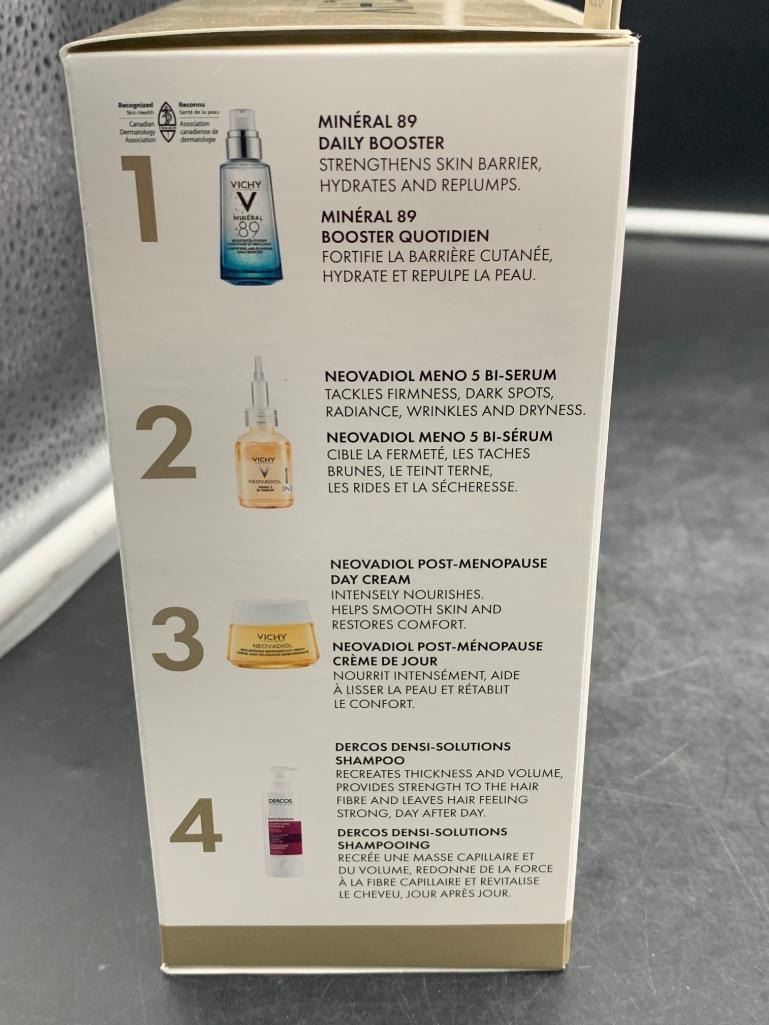 Recognized
Skin Health
Canadian
Dermatology
Association
Reconnu
Santé de la peau
Association
canadienne de
dermatologie
1
VICHY
V
MINÉRAL
89
MINÉRAL 89
DAILY BOOSTER
STRENGTHENS SKIN BARRIER,
HYDRATES AND REPLUMPS.
MINÉRAL 89
BOOSTER QUOTIDIEN
FORTIFIE LA BARRIÈRE CUTANÉE,
HYDRATE ET REPULPE LA PEAU.
2
VICHY
V
NEOVADIOL
MENO 5
BI-SERUM
NEOVADIOL MENO 5 BI-SERUM
TACKLES FIRMNESS, DARK SPOTS,
RADIANCE, WRINKLES AND DRYNESS.
NEOVADIOL MENO 5 BI-SÉRUM
CIBLE LA FERMETÉ, LES TACHES
BRUNES, LE TEINT TERNE,
LES RIDES ET LA SÉCHERESSE.
3
VICHY
NEOVADIOL
NEOVADIOL POST-MENOPAUSE
DAY CREAM
INTENSELY NOURISHES.
HELPS SMOOTH SKIN AND
RESTORES COMFORT.
NEOVADIOL POST-MÉNOPAUSE
CRÈME DE JOUR
NOURRIT INTENSÉMENT, AIDE
À LISSER LA PEAU ET RÉTABLIT
LE CONFORT.
4
DERCOS
DERCOS DENSI-SOLUTIONS
SHAMPOO
RECREATES THICKNESS AND VOLUME,
PROVIDES STRENGTH TO THE HAIR
FIBRE AND LEAVES HAIR FEELING
STRONG, DAY AFTER DAY.
DERCOS DENSI-SOLUTIONS
SHAMPOOING
RECRÉE UNE MASSE CAPILLAIRE ET
DU VOLUME, REDONNE DE LA FORCE
À LA FIBRE CAPILLAIRE ET REVITALISE
LE CHEVEU, JOUR APRÈS JOUR.